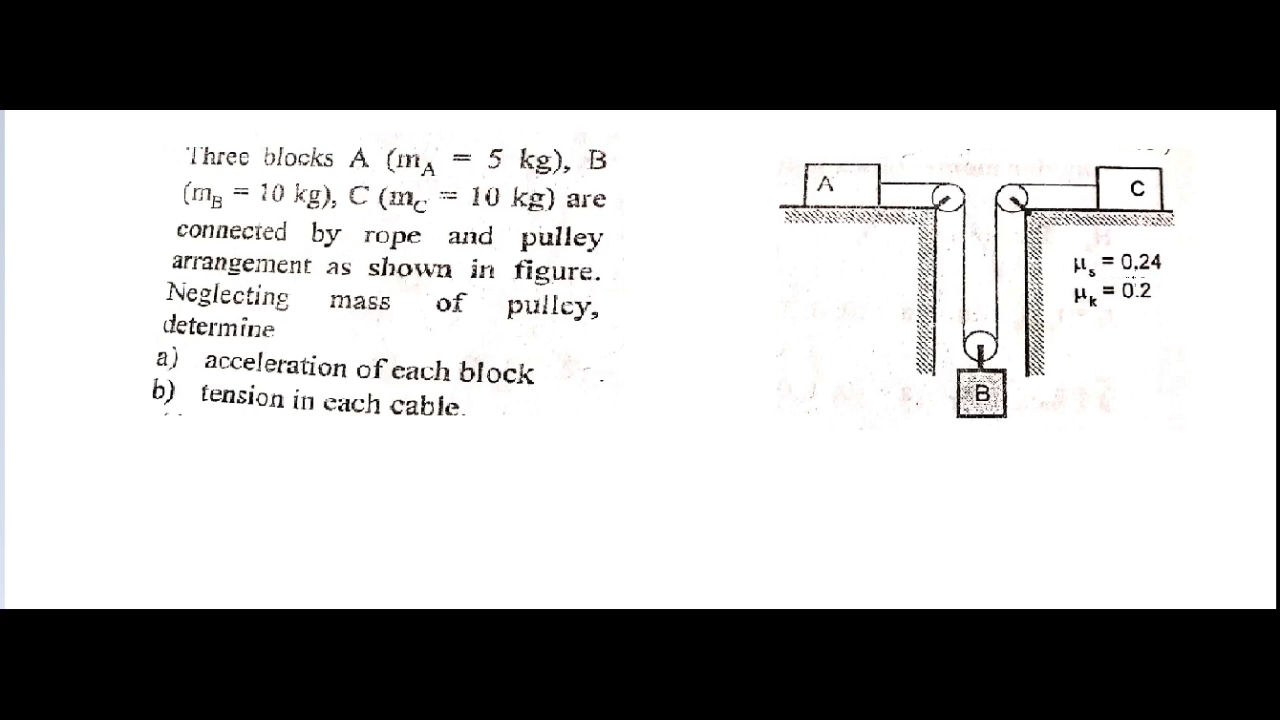 Three blocks A (mA = 5 kg), B
(mB = 10 kg), C (mC = 10 kg) are
connected by rope and pulley
arrangement as shown in figure.
Neglecting mass of pulley,
determine
a) acceleration of each block
b) tension in each cable.
A
C
μs = 0.24
μk = 0.2
B